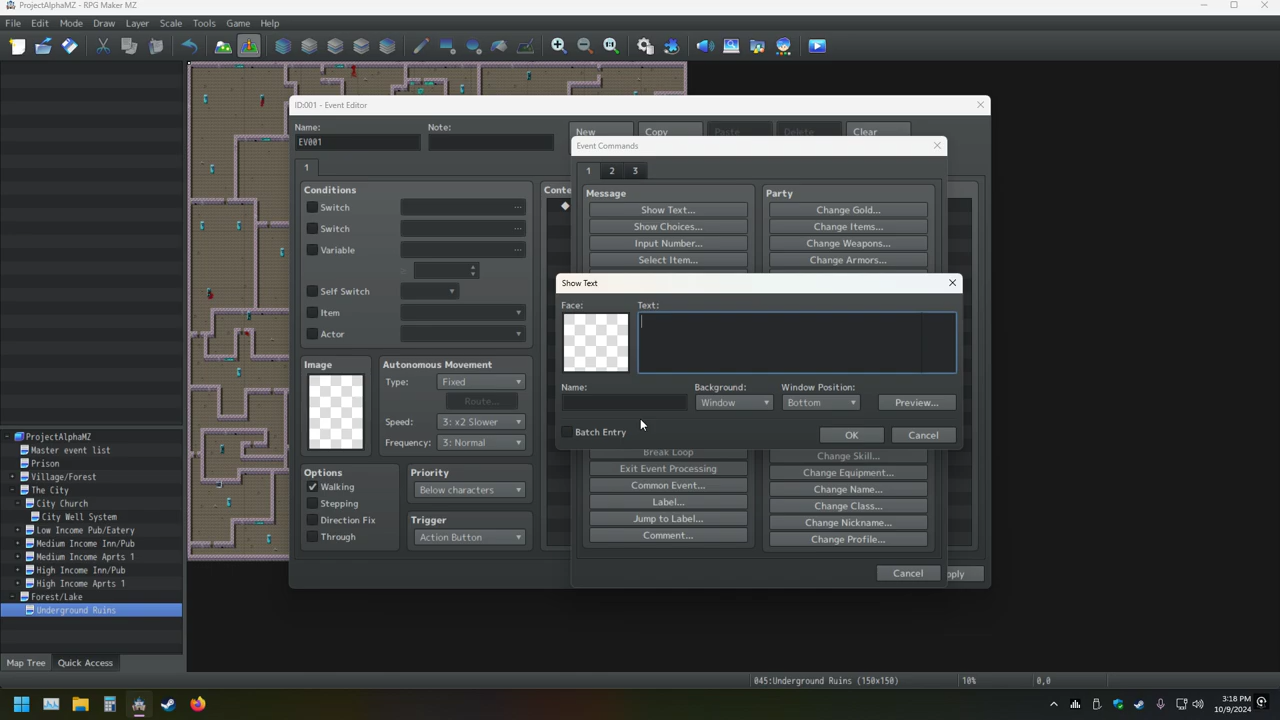 ProjectAlphaMZ - RPG Maker MZ
File Edit Mode Draw Layer Scale Tools Game Help
ID:001 - Event Editor
Name: Note:
EV001
New Copy Paste Delete Clear
1
Conditions
Switch
Switch
Variable
Self Switch
Item
Actor
Image
Autonomous Movement
Type: Fixed
Route...
Speed: 3: x2 Slower
Frequency: 3: Normal
Options
Walking
Stepping
Direction Fix
Through
Priority
Below characters
Trigger
Action Button
Conte
Event Commands
1 2 3
Message
Show Text...
Show Choices...
Input Number...
Select Item...
Party
Change Gold...
Change Items...
Change Weapons...
Change Armors...
Show Text
Face: Text:
Name: Background: Window Position:
Window Bottom Preview...
Batch Entry
OK Cancel
Break Loop
Exit Event Processing
Common Event...
Label...
Jump to Label...
Comment...
Change Skill...
Change Equipment...
Change Name...
Change Class...
Change Nickname...
Change Profile...
Cancel
pply
ProjectAlphaMZ
Master event list
Prison
Village/Forest
The City
City Church
City Well System
Low Income Pub/Eatery
Medium Income Inn/Pub
Medium Income Aprts 1
High Income Inn/Pub
High Income Aprts 1
Forest/Lake
Underground Ruins
Map Tree Quick Access
045:Underground Ruins (150x150) 10% 0,0
3:18 PM
10/9/2024